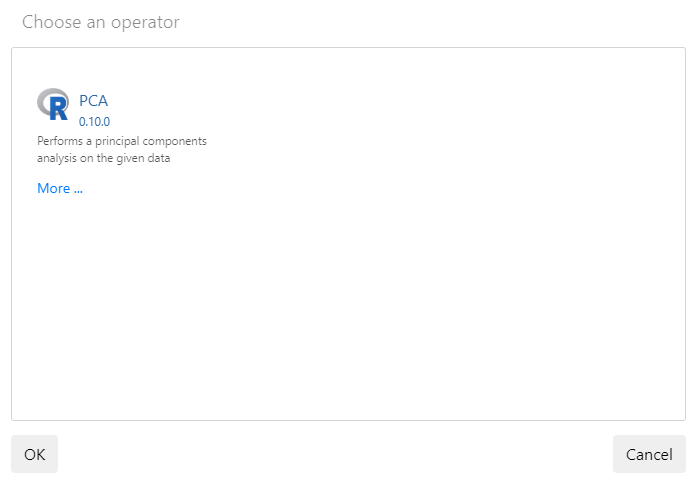 Choose an operator
R PCA
0.10.0
Performs a principal components
analysis on the given data
More ...
OK
Cancel